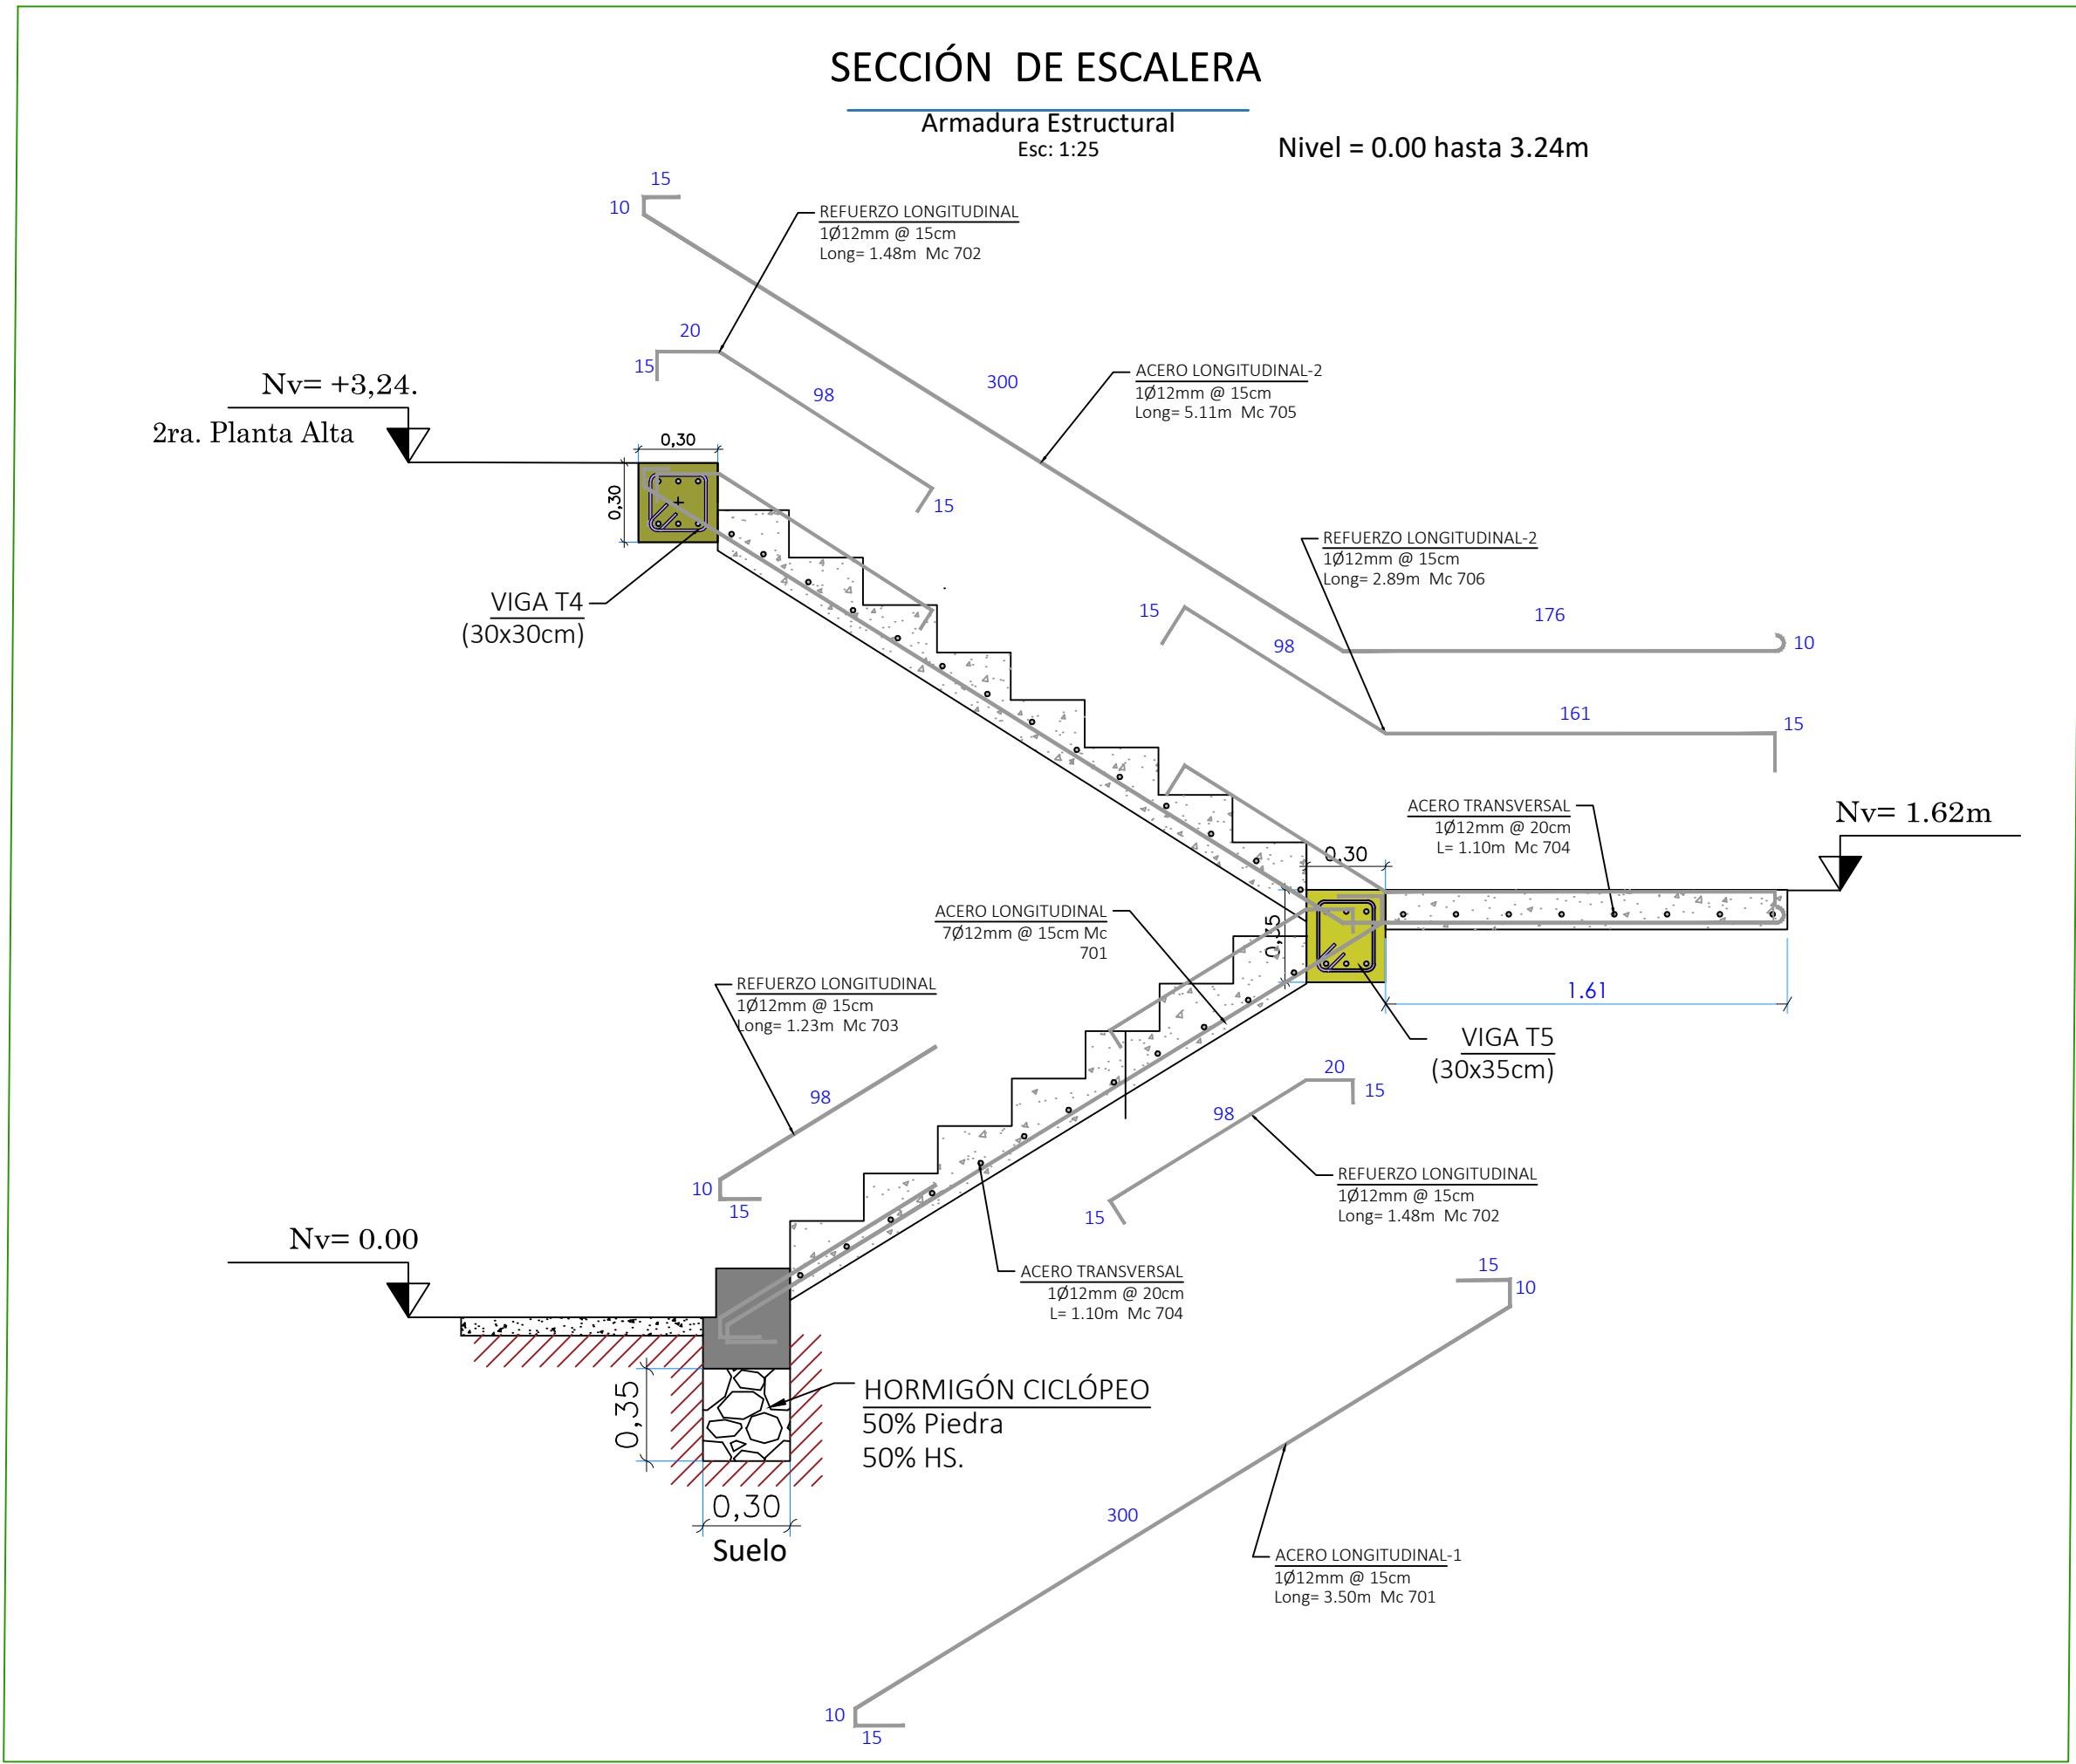 SECCIÓN DE ESCALERA
Armadura Estructural
Esc: 1:25
Nivel = 0.00 hasta 3.24m
15
10
REFUERZO LONGITUDINAL
1Ø12mm @ 15cm
Long= 1.48m Mc 702
20
15
98
15
300
ACERO LONGITUDINAL-2
1Ø12mm @ 15cm
Long= 5.11m Mc 705
Nv= +3,24.
2ra. Planta Alta
0,30
0,30
VIGA T4
(30x30cm)
REFUERZO LONGITUDINAL-2
1Ø12mm @ 15cm
Long= 2.89m Mc 706
15
98
176
10
161
15
ACERO TRANSVERSAL
1Ø12mm @ 20cm
L= 1.10m Mc 704
Nv= 1.62m
0,30
0,35
1.61
VIGA T5
(30x35cm)
ACERO LONGITUDINAL
7Ø12mm @ 15cm Mc
701
REFUERZO LONGITUDINAL
1Ø12mm @ 15cm
Long= 1.23m Mc 703
98
10
15
20
15
98
15
REFUERZO LONGITUDINAL
1Ø12mm @ 15cm
Long= 1.48m Mc 702
ACERO TRANSVERSAL
1Ø12mm @ 20cm
L= 1.10m Mc 704
Nv= 0.00
HORMIGÓN CICLÓPEO
50% Piedra
50% HS.
0,35
0,30
Suelo
15
10
300
ACERO LONGITUDINAL-1
1Ø12mm @ 15cm
Long= 3.50m Mc 701
10
15